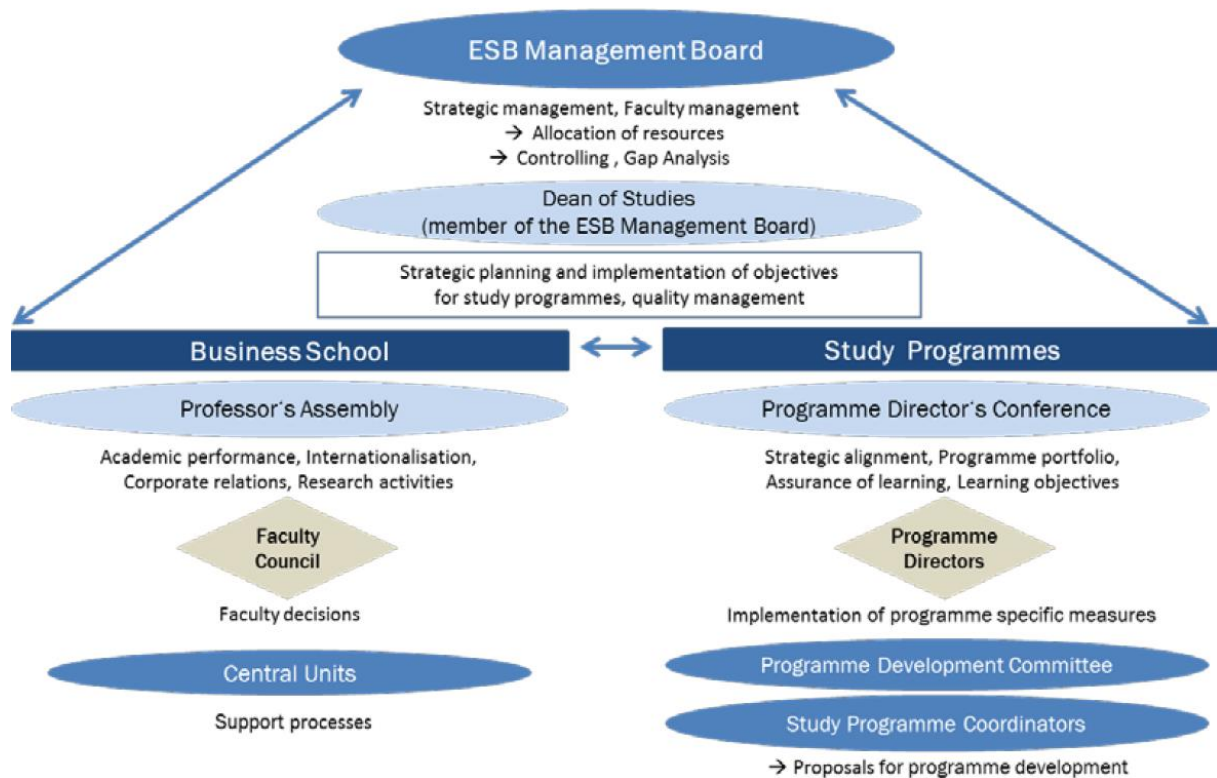 ESB Management Board
Strategic management, Faculty management
→ Allocation of resources
→ Controlling , Gap Analysis
Dean of Studies
(member of the ESB Management Board)
Strategic planning and implementation of objectives
for study programmes, quality management
Business School
Professor‘s Assembly
Academic performance, Internationalisation,
Corporate relations, Research activities
Faculty
Council
Faculty decisions
Central Units
Support processes
Study Programmes
Programme Director‘s Conference
Strategic alignment, Programme portfolio,
Assurance of learning, Learning objectives
Programme
Directors
Implementation of programme specific measures
Programme Development Committee
Study Programme Coordinators
→ Proposals for programme development